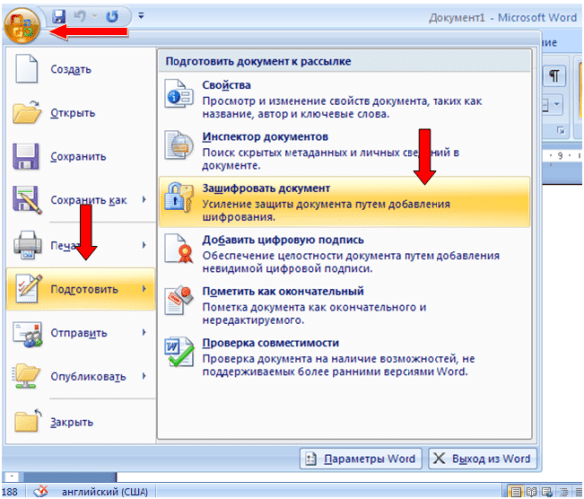 Документ1 - Microsoft Word
ние
Создать
Открыть
Сохранить
Сохранить как
Печать
Подготовить
Отправить
Опубликовать
Закрыть
Подготовить документ к рассылке
Свойства
Просмотр и изменение свойств документа, таких как
название, автор и ключевые слова.
Инспектор документов
Поиск скрытых метаданных и личных сведений в
документе.
Зашифровать документ
Усиление защиты документа путем добавления
шифрования.
Добавить цифровую подпись
Обеспечение целостности документа путем добавления
невидимой цифровой подписи.
Пометить как окончательный
Пометка документа как окончательного и
нередактируемого.
Проверка совместимости
Проверка документа на наличие возможностей, не
поддерживаемых более ранними версиями Word.
· 9 ·
Параметры Word
Выход из Word
188
английский (США)